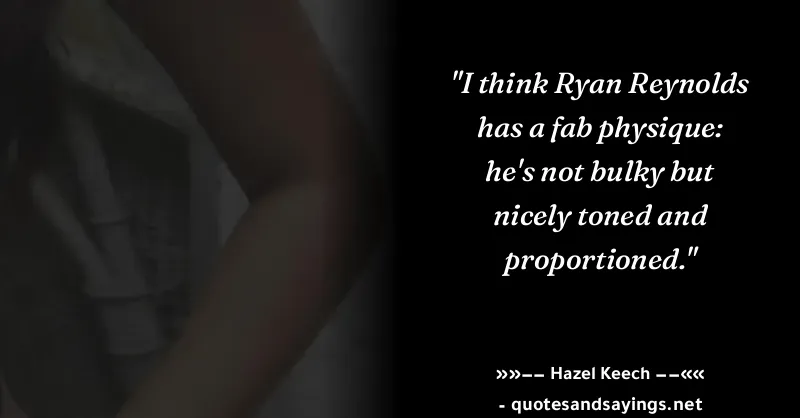 "I think Ryan Reynolds
has a fab physique:
he's not bulky but
nicely toned and
proportioned."
»»−− Hazel Keech −−««
- quotesandsayings.net